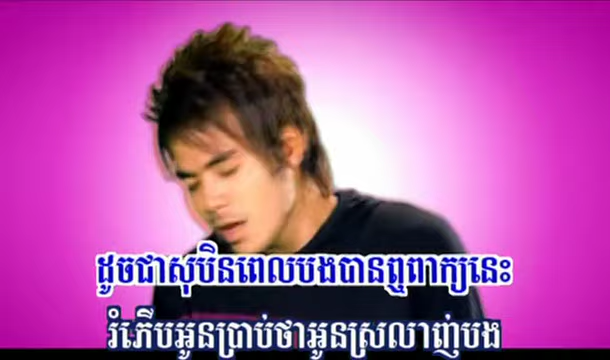 ដូចជាសុបិនពេលបងបានឮពាក្យនេះ
រំភើបអូនប្រាប់ថាអូនស្រលាញ់បង